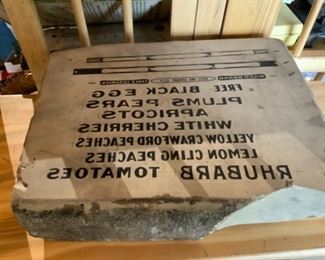 FREE BLACK EGG
PLUMS PEARS
APRICOTS
WHITE CHERRIES
YELLOW CRAWFORD PEACHES
LEMON CLING PEACHES
RHUBARB TOMATOES